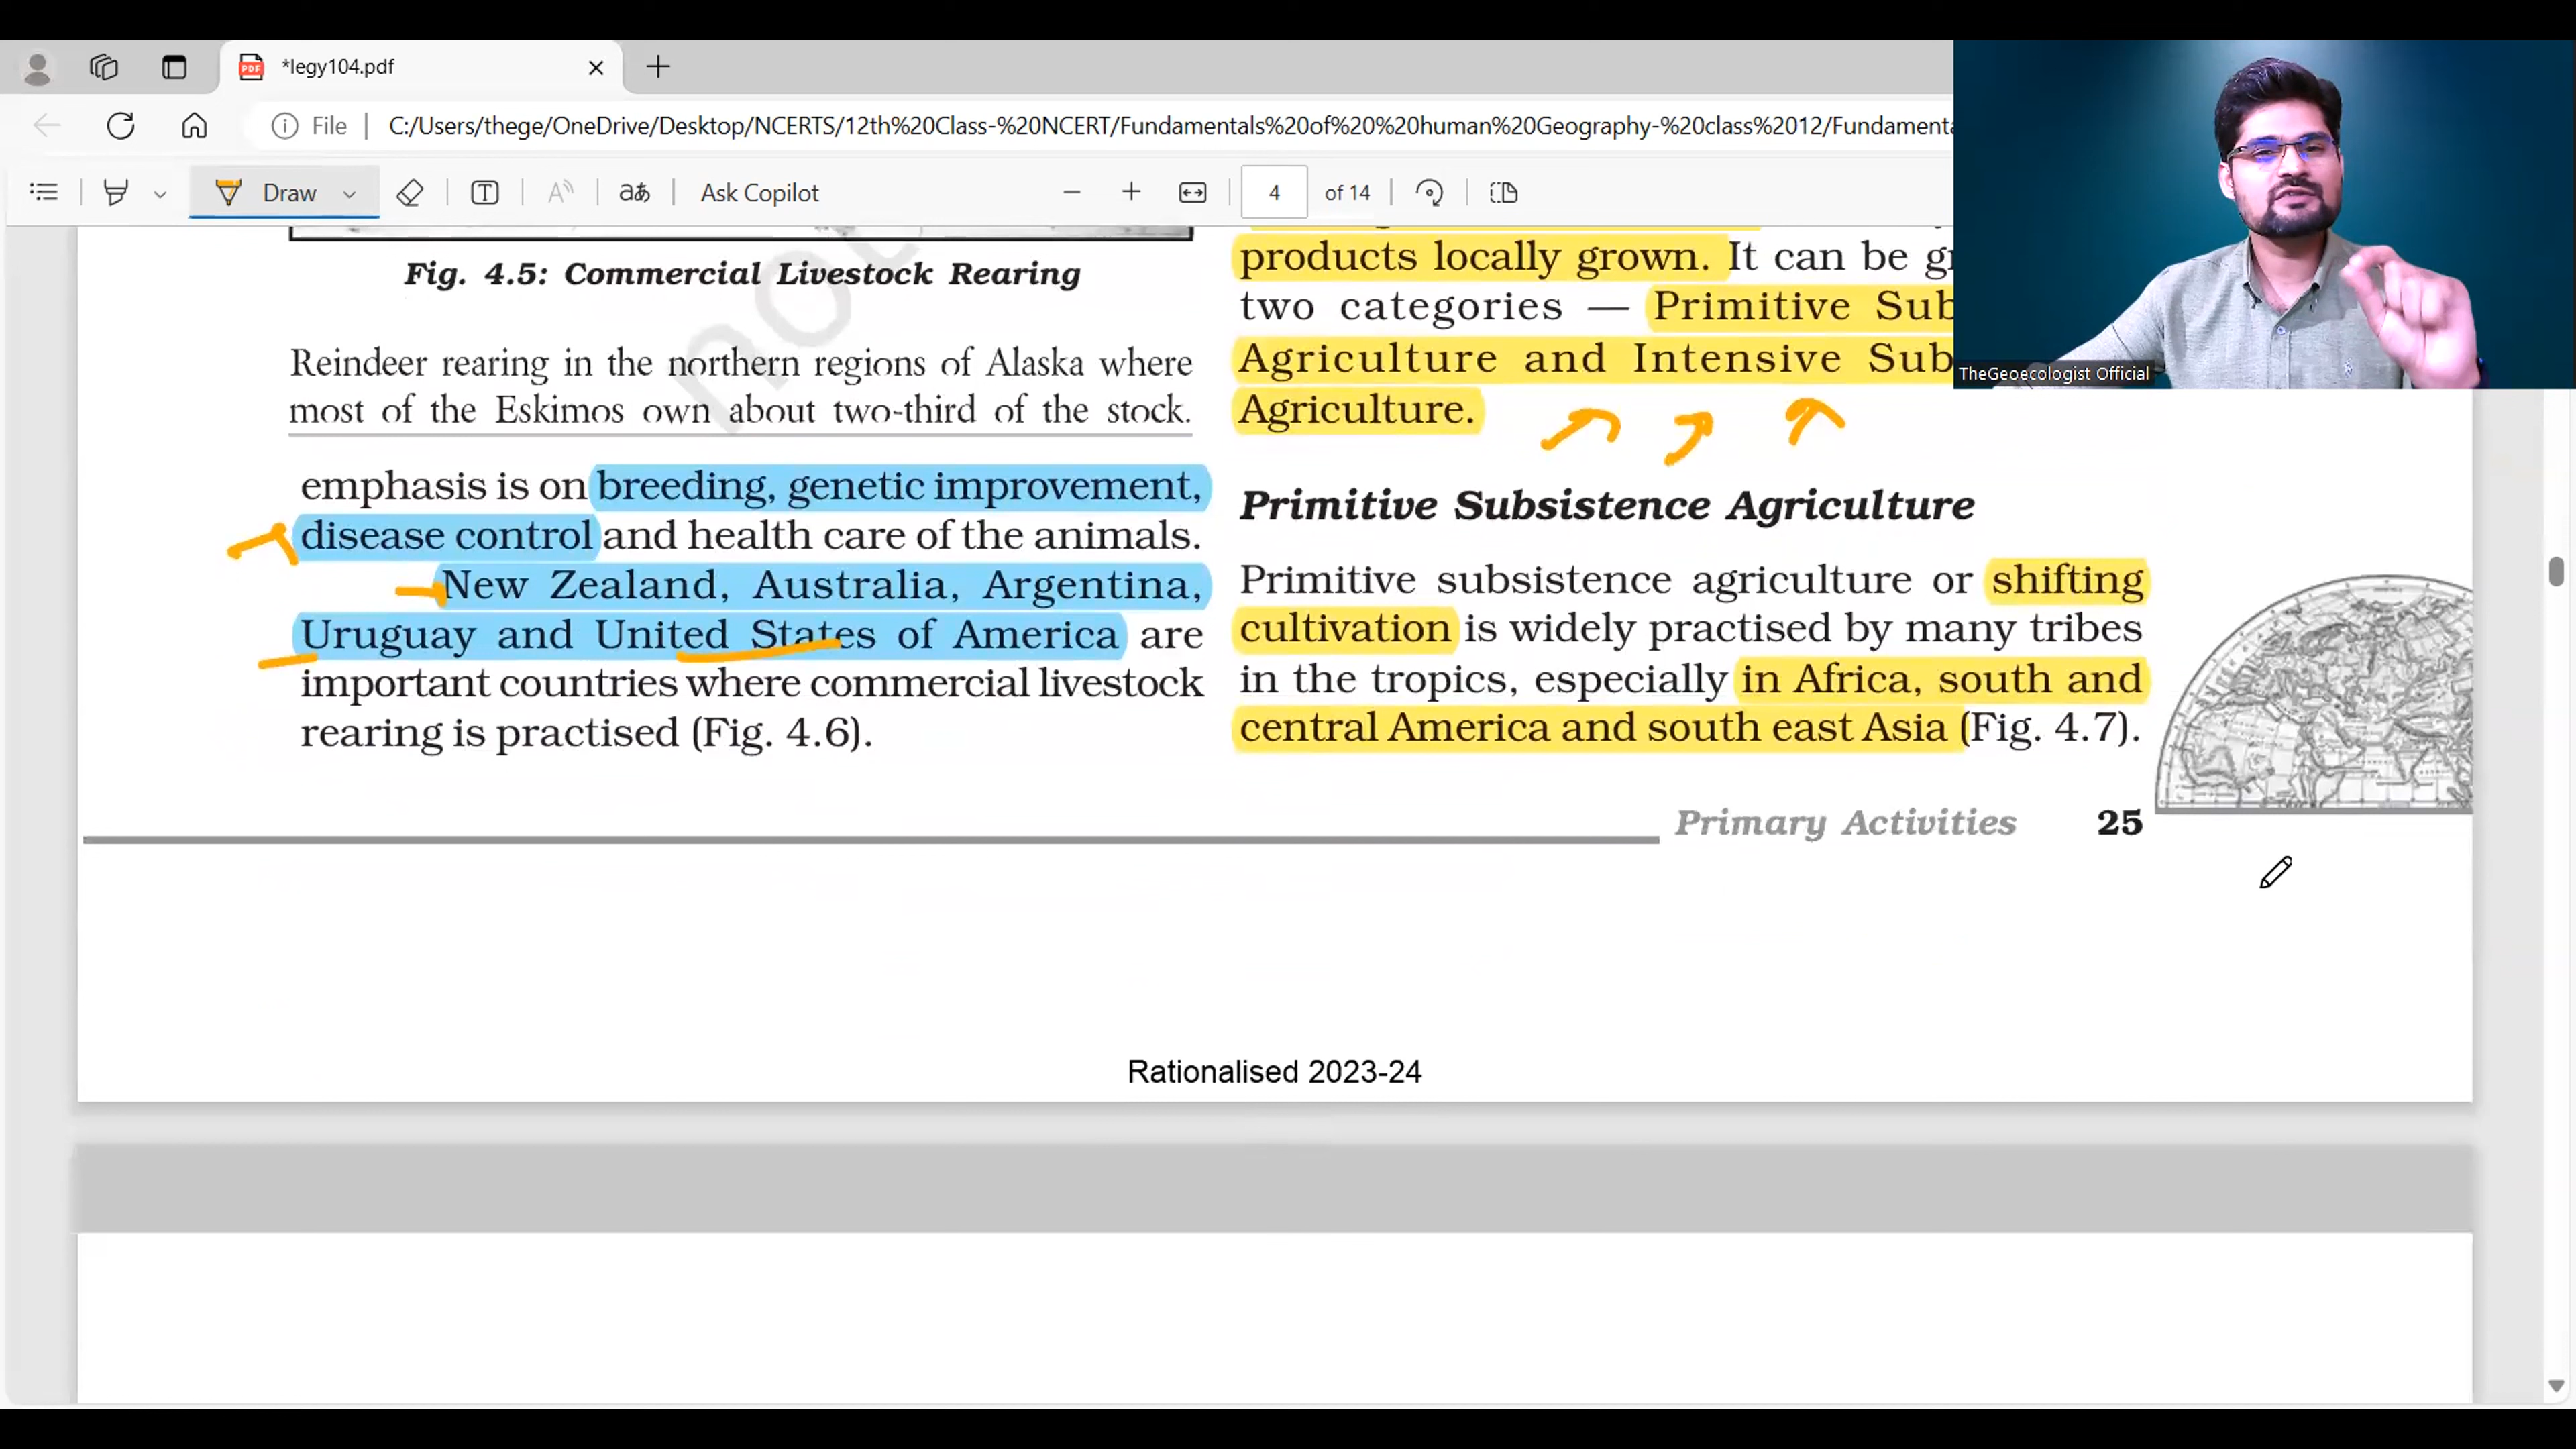 *legy104.pdf
File
C:/Users/thege/OneDrive/Desktop/NCERTS/12th%20Class-%20NCERT/Fundamentals%20of%20%20human%20Geography-%20class%2012/Fundamenta
Draw
Ask Copilot
4 of 14
TheGeoecologist Official
not
Fig. 4.5: Commercial Livestock Rearing
Reindeer rearing in the northern regions of Alaska where
most of the Eskimos own about two-third of the stock.
emphasis is on breeding, genetic improvement,
disease control and health care of the animals.
New Zealand, Australia, Argentina,
Uruguay and United States of America are
important countries where commercial livestock
rearing is practised (Fig. 4.6).
products locally grown. It can be
two categories — Primitive Sub
Agriculture and Intensive Sub
Agriculture.
Primitive Subsistence Agriculture
Primitive subsistence agriculture or shifting
cultivation is widely practised by many tribes
in the tropics, especially in Africa, south and
central America and south east Asia (Fig. 4.7).
Primary Activities 25
Rationalised 2023-24